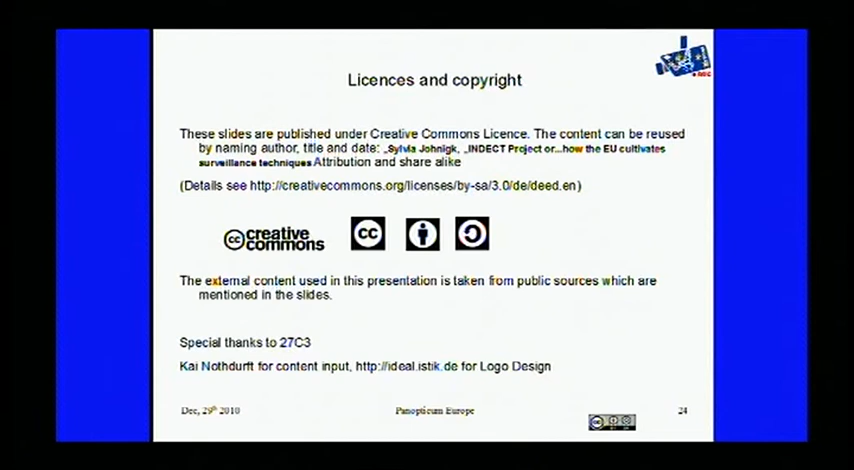 Licences and copyright
These slides are published under Creative Commons Licence. The content can be reused
by naming author, title and date: „Sylvia Johnigk, „INDECT Project or...how the EU cultivates
surveillance techniques Attribution and share alike
(Details see http://creativecommons.org/licenses/by-sa/3.0/de/deed.en)
cc creative
commons
cc
The external content used in this presentation is taken from public sources which are
mentioned in the slides.
Special thanks to 27C3
Kai Nothdurft for content input, http://ideal.istik.de for Logo Design
Dec, 29th 2010 Panopticum Europe 24